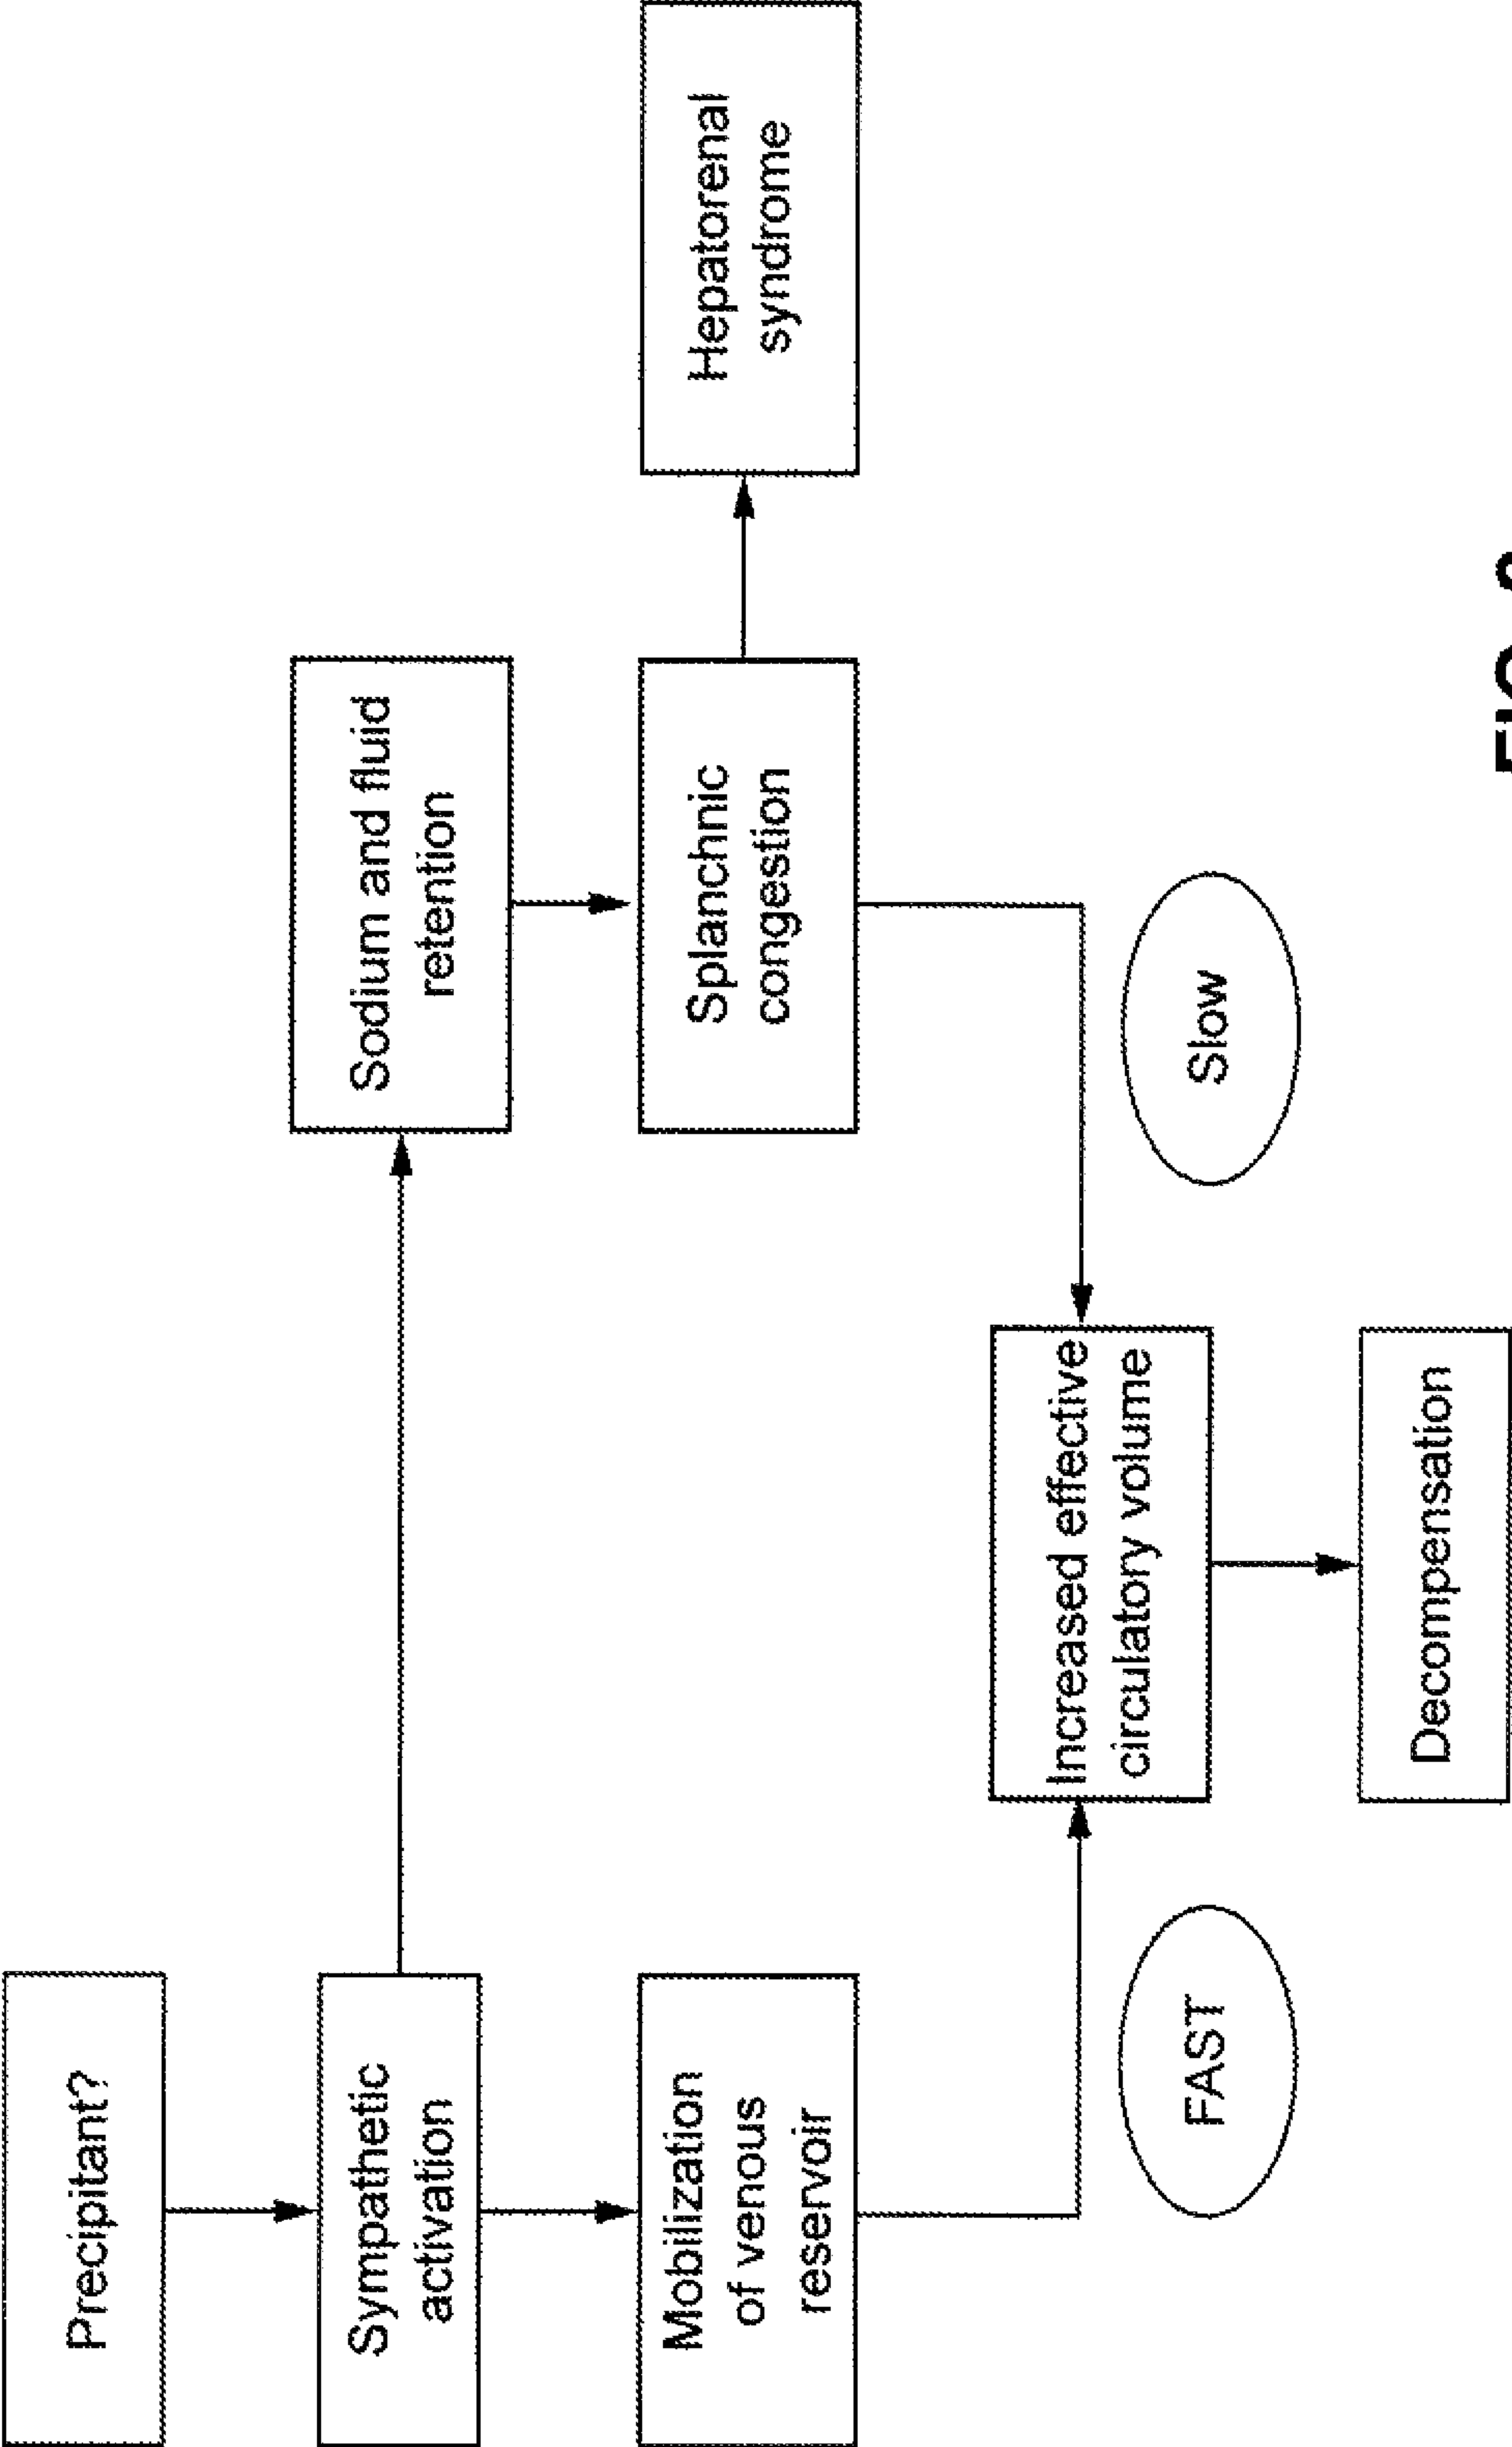 Precipitant?
Sympathetic
activation
Sodium and fluid
retention
Mobilization
of venous
reservoir
Splanchnic
congestion
Hepatorenal
syndrome
Increased effective
circulatory volume
FAST
Slow
Decompensation
FIG.